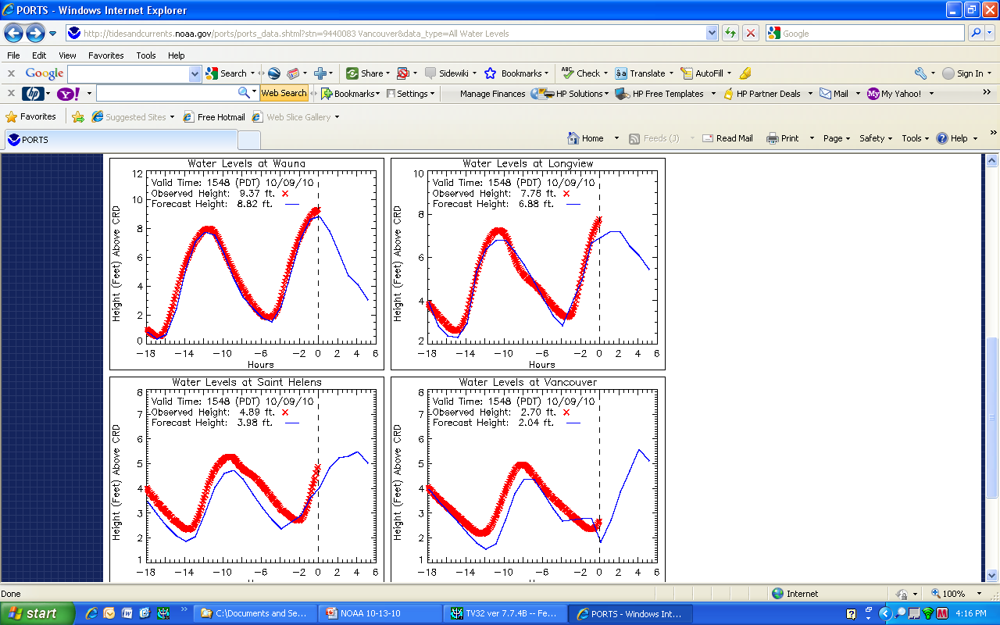 PORTS - Windows Internet Explorer
http://tidesandcurrents.noaa.gov/ports/ports_data.shtml?stn=9440083 Vancouver&data_type=All Water Levels
Google
File Edit View Favorites Tools Help
x Google Search Share Sidewiki Bookmarks Check Translate AutoFill Sign In
x hp Y! Web Search Bookmarks Settings Manage Finances HP Solutions HP Free Templates HP Partner Deals Mail My My Yahoo! »
Favorites Suggested Sites Free Hotmail Web Slice Gallery
PORTS Home Feeds (J) Read Mail Print Page Safety Tools Help »
Water Levels at Wauna
Valid Time: 1548 (PDT) 10/09/10
Observed Height: 9.37 ft. ×
Forecast Height: 8.82 ft.
Height (Feet) Above CRD
12
10
8
6
4
2
0
-18 -14 -10 -6 -2 0 2 4 6
Hours
Water Levels at Longview
Valid Time: 1548 (PDT) 10/09/10
Observed Height: 7.78 ft. ×
Forecast Height: 6.88 ft.
Height (Feet) Above CRD
10
8
6
4
2
-18 -14 -10 -6 -2 0 2 4 6
Hours
Water Levels at Saint Helens
Valid Time: 1548 (PDT) 10/09/10
Observed Height: 4.89 ft. ×
Forecast Height: 3.98 ft.
Height (Feet) Above CRD
8
7
6
5
4
3
2
1
-18 -14 -10 -6 -2 0 2 4 6
Water Levels at Vancouver
Valid Time: 1548 (PDT) 10/09/10
Observed Height: 2.70 ft. ×
Forecast Height: 2.04 ft.
Height (Feet) Above CRD
8
7
6
5
4
3
2
1
-18 -14 -10 -6 -2 0 2 4 6
Done Internet 100%
start » C:\Documents and Se... NOAA 10-13-10 TV32 ver 7.7.4B -- Fe... PORTS - Windows Int... 4:16 PM